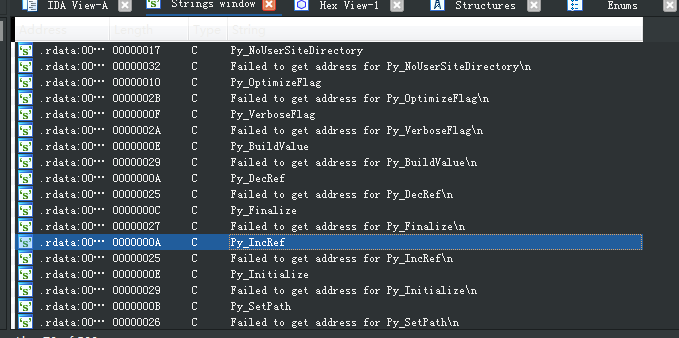 IDA View-A Strings window Hex View-1 Structures Enums
Address Length Type String
.rdata:00… 00000017 C Py_NoUserSiteDirectory
.rdata:00… 00000032 C Failed to get address for Py_NoUserSiteDirectory\n
.rdata:00… 00000010 C Py_OptimizeFlag
.rdata:00… 0000002B C Failed to get address for Py_OptimizeFlag\n
.rdata:00… 0000000F C Py_VerboseFlag
.rdata:00… 0000002A C Failed to get address for Py_VerboseFlag\n
.rdata:00… 0000000E C Py_BuildValue
.rdata:00… 00000029 C Failed to get address for Py_BuildValue\n
.rdata:00… 0000000A C Py_DecRef
.rdata:00… 00000025 C Failed to get address for Py_DecRef\n
.rdata:00… 0000000C C Py_Finalize
.rdata:00… 00000027 C Failed to get address for Py_Finalize\n
.rdata:00… 0000000A C Py_IncRef
.rdata:00… 00000025 C Failed to get address for Py_IncRef\n
.rdata:00… 0000000E C Py_Initialize
.rdata:00… 00000029 C Failed to get address for Py_Initialize\n
.rdata:00… 0000000B C Py_SetPath
.rdata:00… 00000026 C Failed to get address for Py_SetPath\n